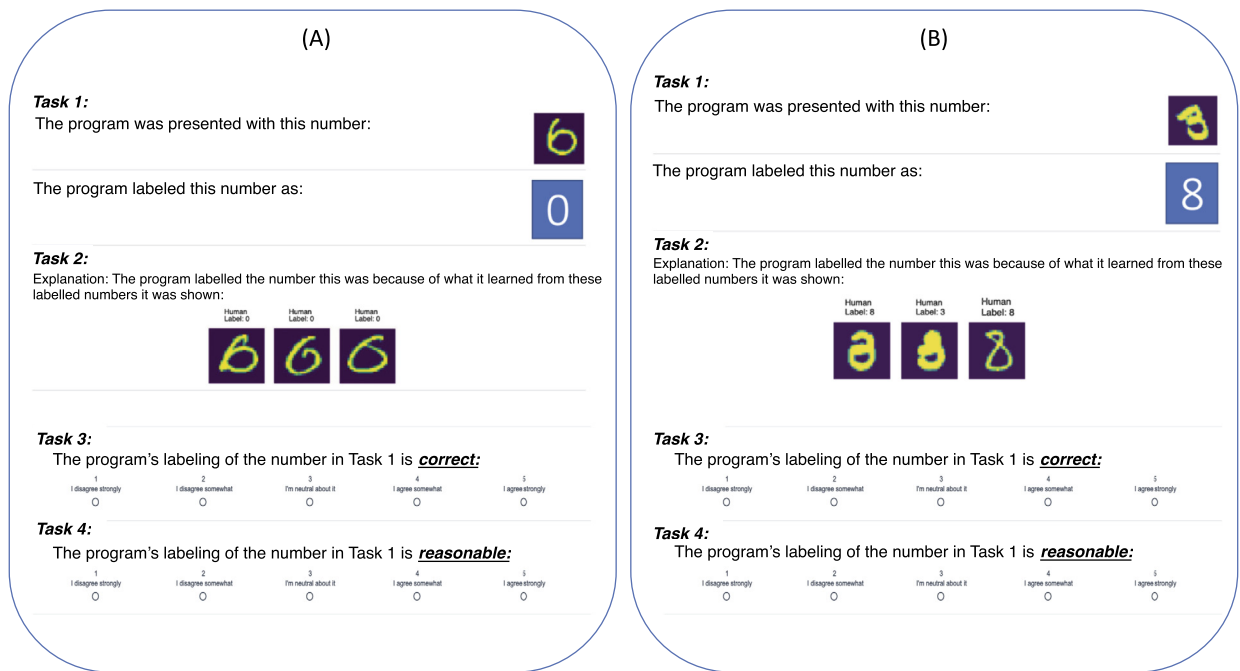 (A)
Task 1:
The program was presented with this number:
6
The program labeled this number as:
0
Task 2:
Explanation: The program labelled the number this was because of what it learned from these
labelled numbers it was shown:
Human Human Human
Label: 0 Label: 0 Label: 0
6 6 6
Task 3:
The program's labeling of the number in Task 1 is correct:
1 2 3 4 5
I disagree strongly I disagree somewhat I'm neutral about it I agree somewhat I agree strongly
Task 4:
The program's labeling of the number in Task 1 is reasonable:
1 2 3 4 5
I disagree strongly I disagree somewhat I'm neutral about it I agree somewhat I agree strongly
(B)
Task 1:
The program was presented with this number:
The program labeled this number as:
8
Task 2:
Explanation: The program labelled the number this was because of what it learned from these
labelled numbers it was shown:
Human Human Human
Label: 8 Label: 3 Label: 8
8
Task 3:
The program's labeling of the number in Task 1 is correct:
1 2 3 4 5
I disagree strongly I disagree somewhat I'm neutral about it I agree somewhat I agree strongly
Task 4:
The program's labeling of the number in Task 1 is reasonable:
1 2 3 4 5
I disagree strongly I disagree somewhat I'm neutral about it I agree somewhat I agree strongly